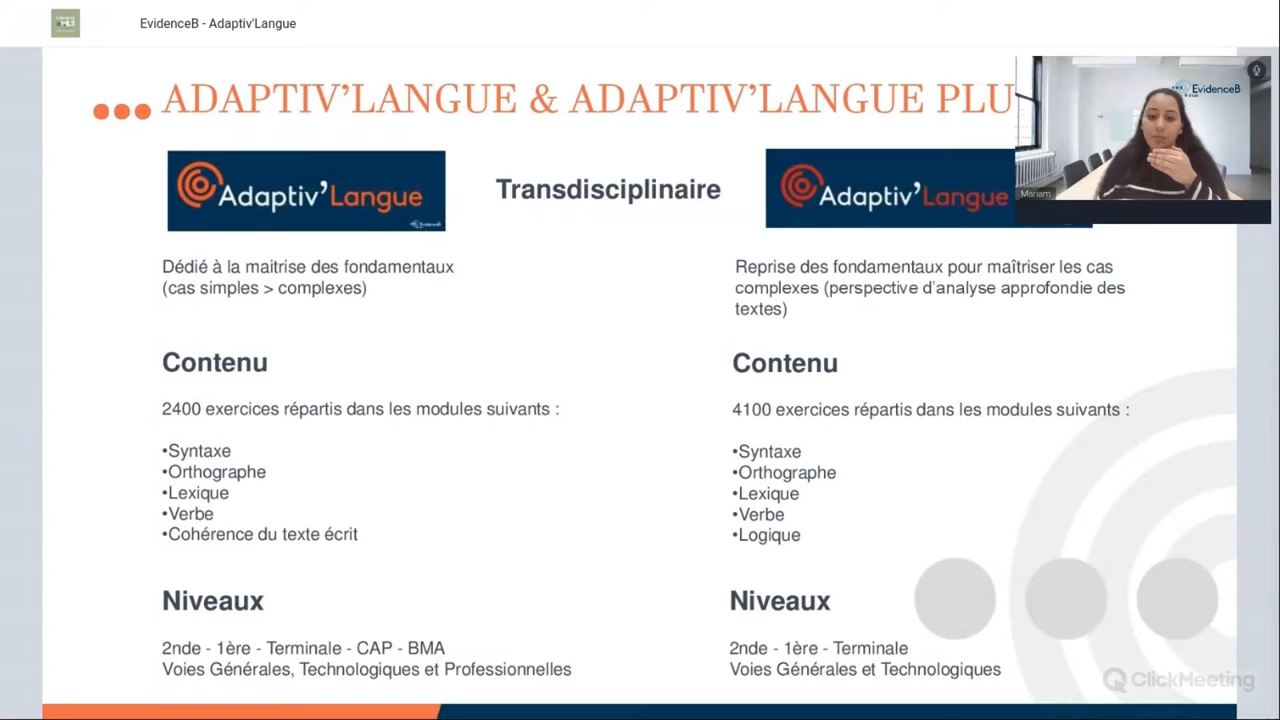 EvidenceB - Adaptiv'Langue
ADAPTIV'LANGUE & ADAPTIV'LANGUE PLU
EvidenceB
Mariam
Adaptiv'Langue
EvidenceB
Transdisciplinaire
Adaptiv'Langue
Dédié à la maitrise des fondamentaux
(cas simples > complexes)
Contenu
2400 exercices répartis dans les modules suivants :
•Syntaxe
•Orthographe
•Lexique
•Verbe
•Cohérence du texte écrit
Niveaux
2nde - 1ère - Terminale - CAP - BMA
Voies Générales, Technologiques et Professionnelles
Reprise des fondamentaux pour maîtriser les cas
complexes (perspective d'analyse approfondie des
textes)
Contenu
4100 exercices répartis dans les modules suivants :
•Syntaxe
•Orthographe
•Lexique
•Verbe
•Logique
Niveaux
2nde - 1ère - Terminale
Voies Générales et Technologiques
ClickMeeting